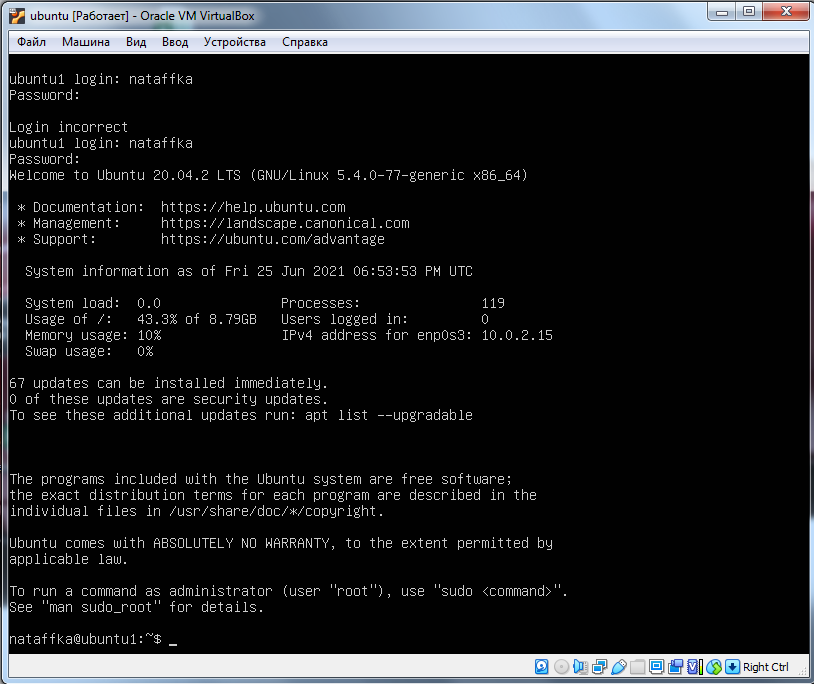 ubuntu [Работает] - Oracle VM VirtualBox
Файл Машина Вид Ввод Устройства Справка
ubuntu1 login: nataffka
Password:
Login incorrect
ubuntu1 login: nataffka
Password:
Welcome to Ubuntu 20.04.2 LTS (GNU/Linux 5.4.0-77-generic x86_64)
* Documentation: https://help.ubuntu.com
* Management: https://landscape.canonical.com
* Support: https://ubuntu.com/advantage
System information as of Fri 25 Jun 2021 06:53:53 PM UTC
System load: 0.0 Processes: 119
Usage of /: 43.3% of 8.79GB Users logged in: 0
Memory usage: 10% IPv4 address for enp0s3: 10.0.2.15
Swap usage: 0%
67 updates can be installed immediately.
0 of these updates are security updates.
To see these additional updates run: apt list --upgradable
The programs included with the Ubuntu system are free software;
the exact distribution terms for each program are described in the
individual files in /usr/share/doc/*/copyright.
Ubuntu comes with ABSOLUTELY NO WARRANTY, to the extent permitted by
applicable law.
To run a command as administrator (user "root"), use "sudo <command>".
See "man sudo_root" for details.
nataffka@ubuntu1:~$ _
Right Ctrl